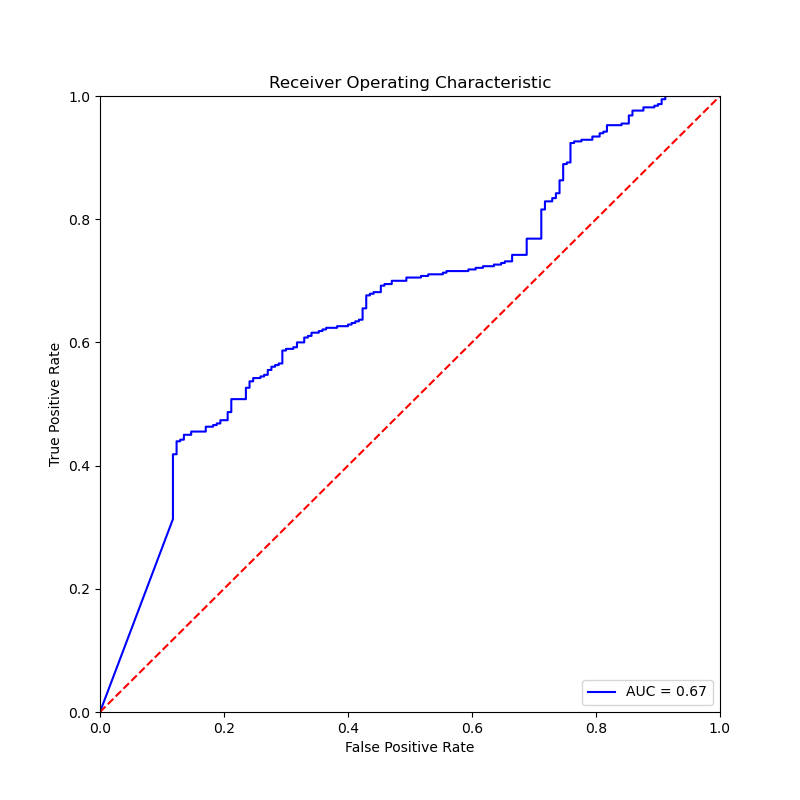 Receiver Operating Characteristic
True Positive Rate
1.0
0.8
0.6
0.4
0.2
0.0
AUC = 0.67
0.0 0.2 0.4 0.6 0.8 1.0
False Positive Rate